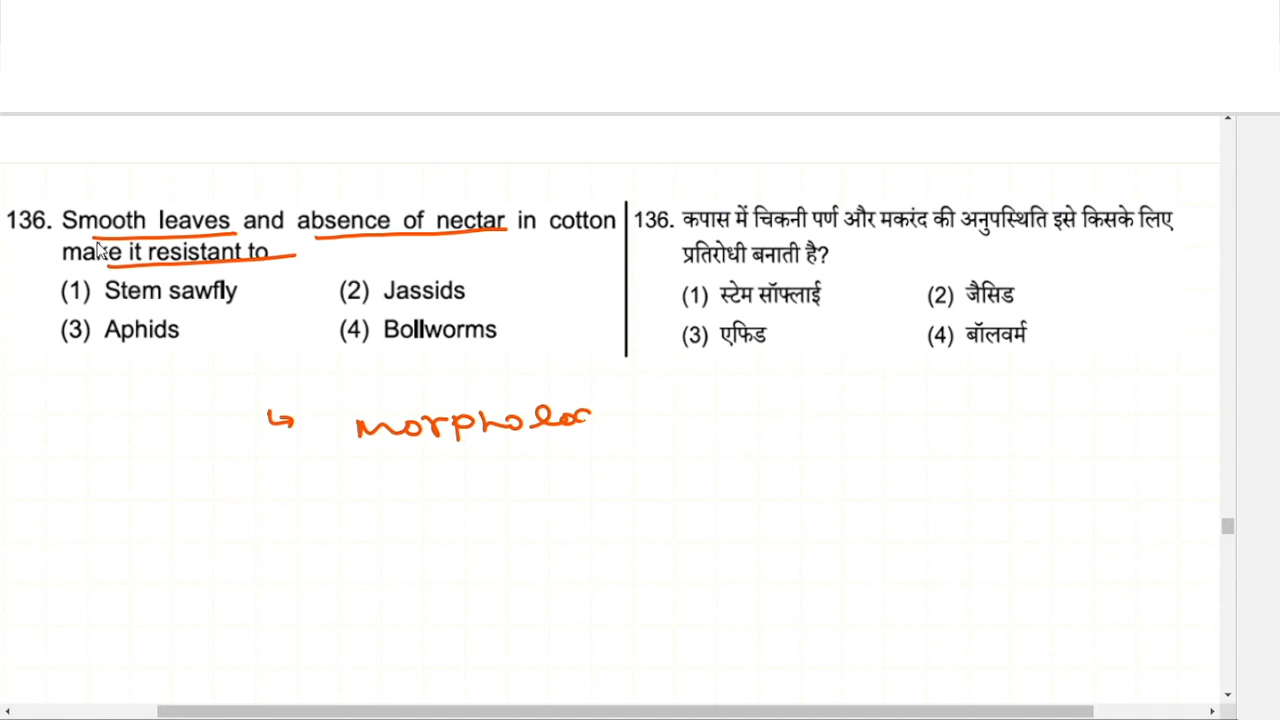 136. Smooth leaves and absence of nectar in cotton
make it resistant to
(1) Stem sawfly (2) Jassids
(3) Aphids (4) Bollworms
136. कपास में चिकनी पर्ण और मकरंद की अनुपस्थिति इसे किसके लिए
प्रतिरोधी बनाती है?
(1) स्टेम सॉफ्लाई (2) जैसिड
(3) एफिड (4) बॉलवर्म
↳ morpholo